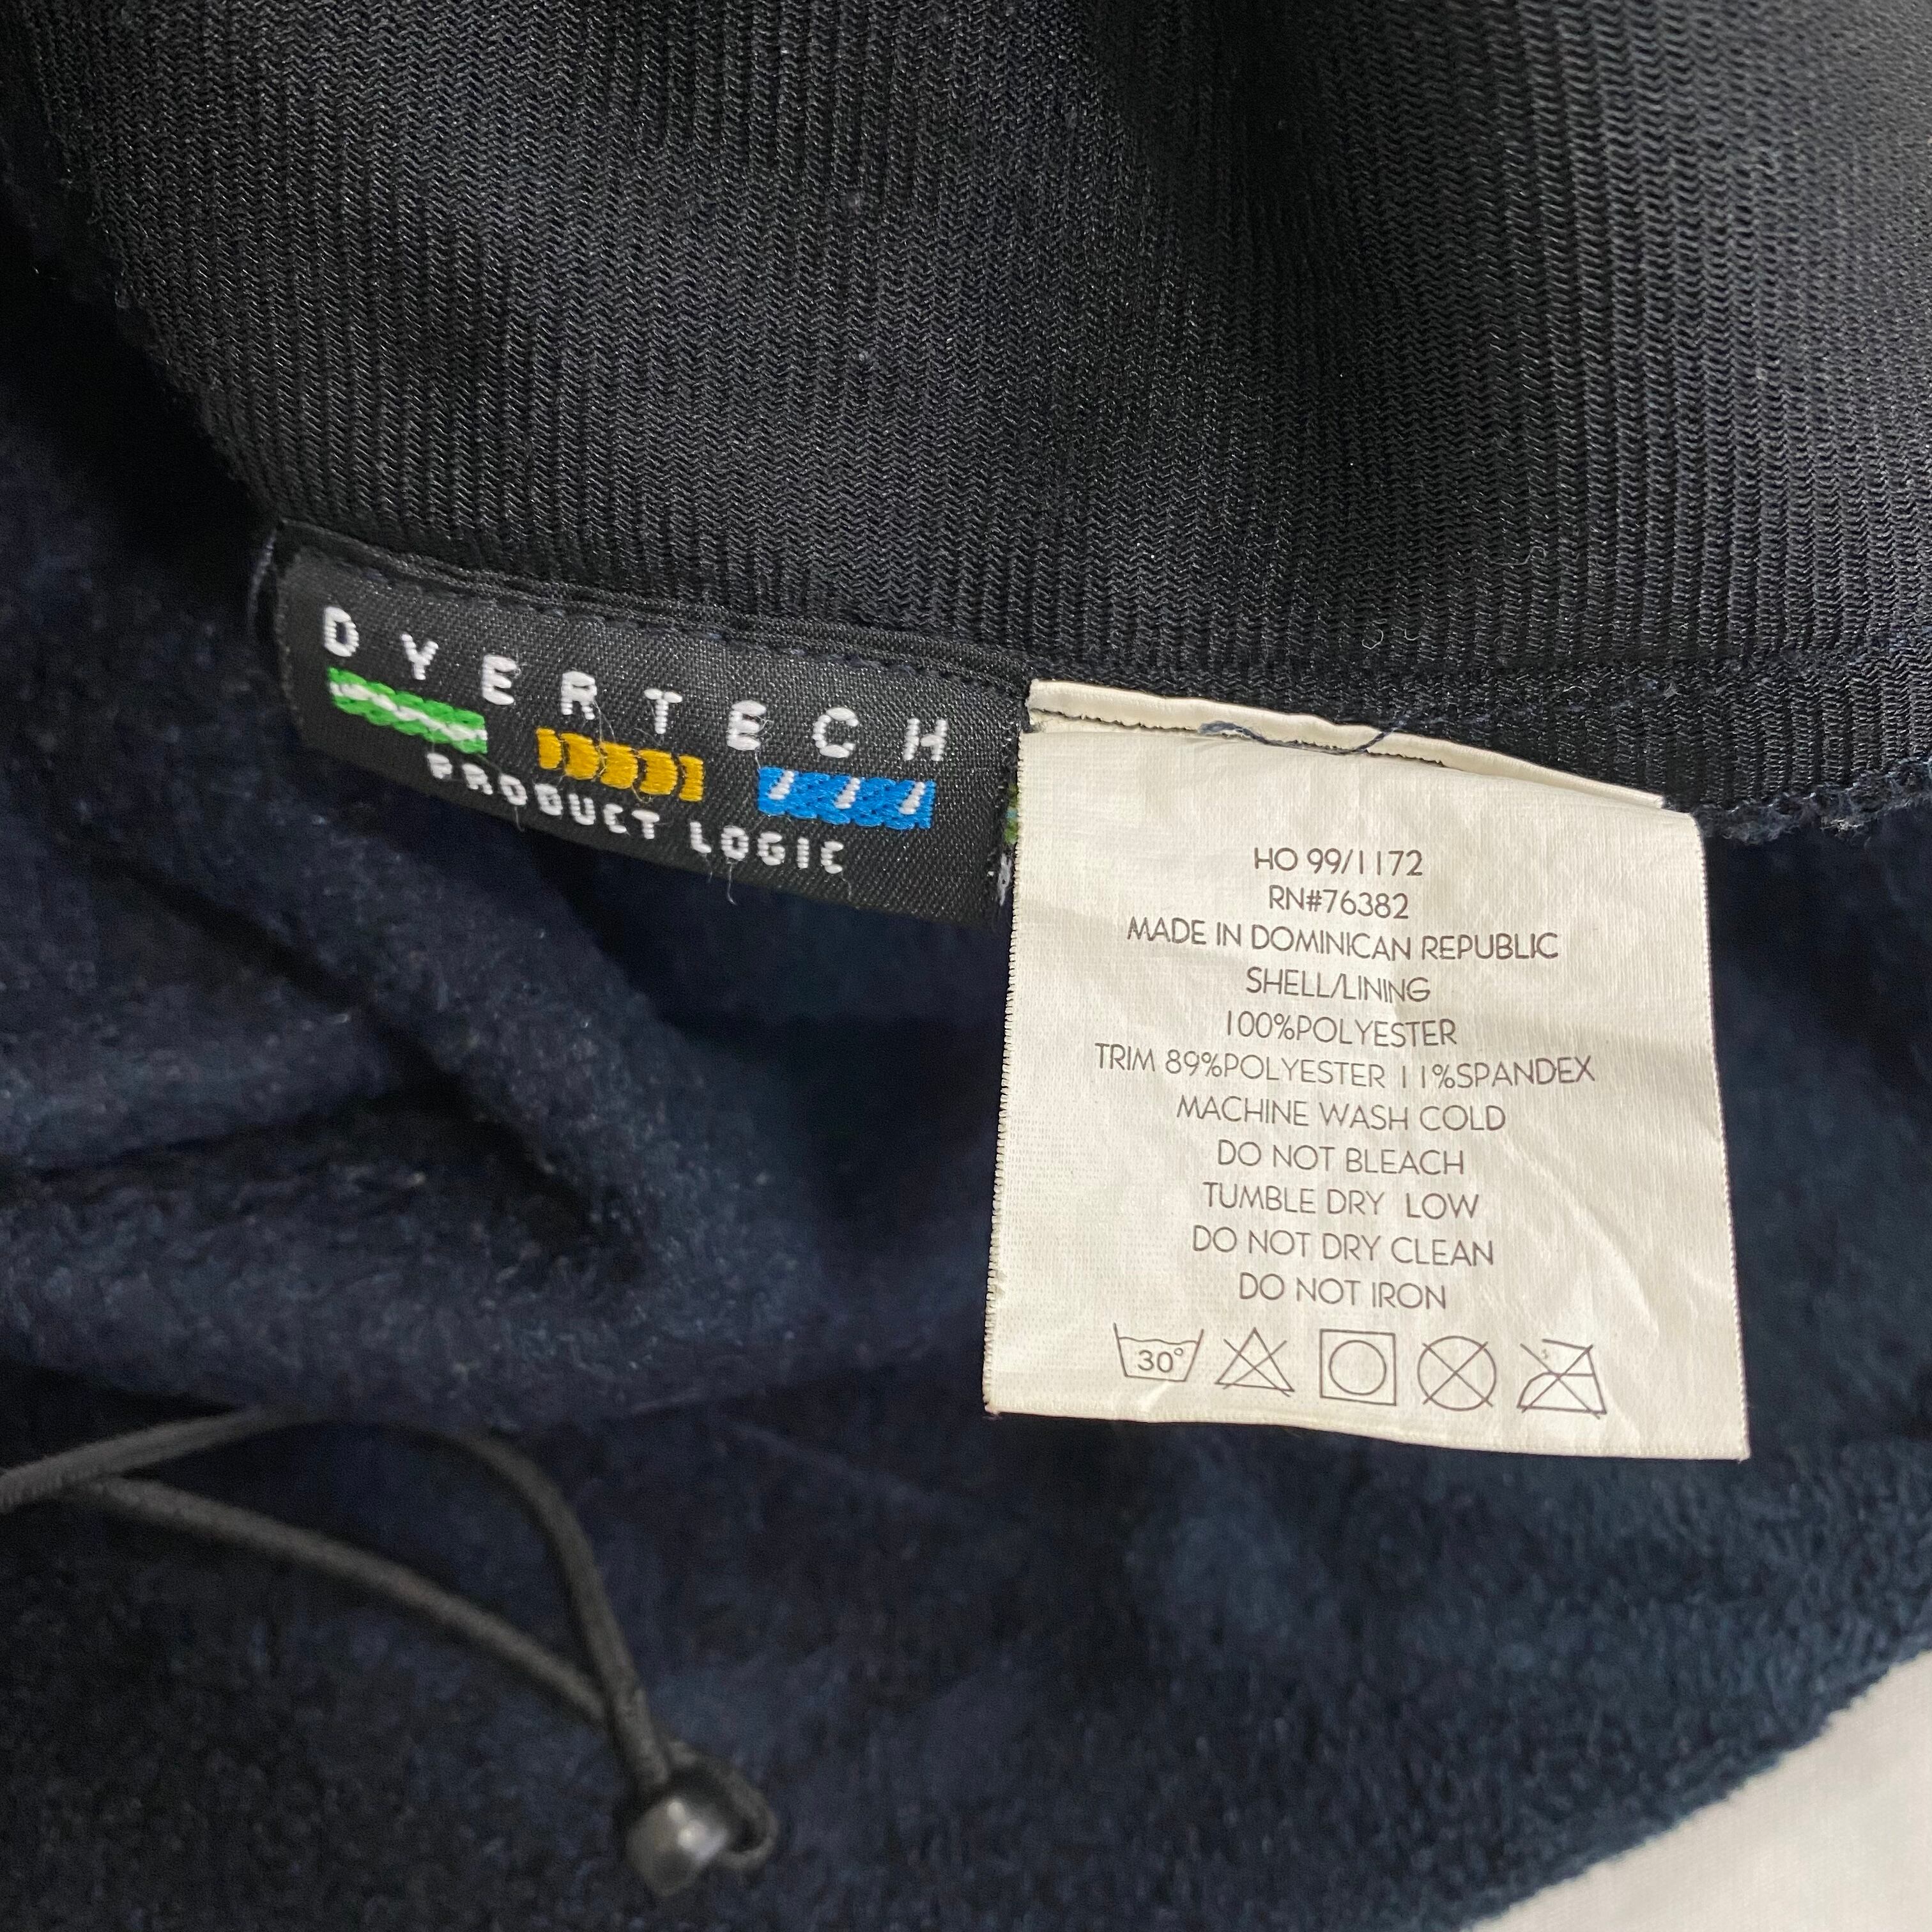 DYERTECH
PRODUCT LOGIC
HO 99/1172
RN#76382
MADE IN DOMINICAN REPUBLIC
SHELL/LINING
100%POLYESTER
TRIM 89%POLYESTER 11%SPANDEX
MACHINE WASH COLD
DO NOT BLEACH
TUMBLE DRY LOW
DO NOT DRY CLEAN
DO NOT IRON
30°